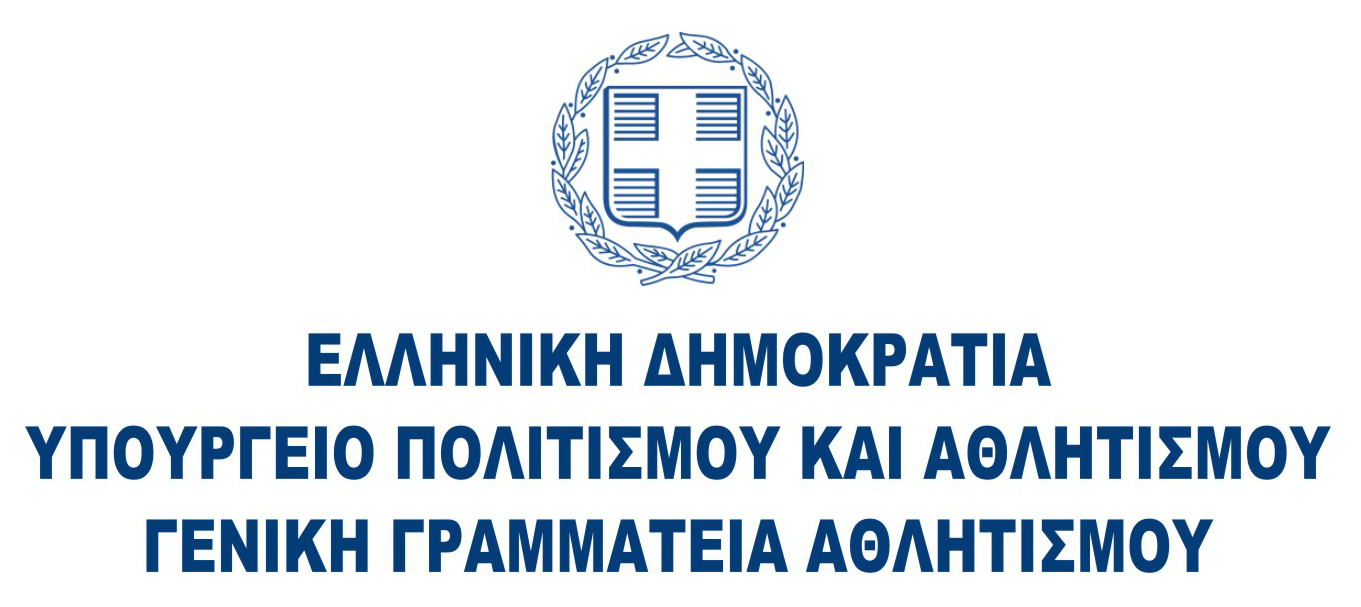 ΕΛΛΗΝΙΚΗ ΔΗΜΟΚΡΑΤΙΑ
ΥΠΟΥΡΓΕΙΟ ΠΟΛΙΤΙΣΜΟΥ ΚΑΙ ΑΘΛΗΤΙΣΜΟΥ
ΓΕΝΙΚΗ ΓΡΑΜΜΑΤΕΙΑ ΑΘΛΗΤΙΣΜΟΥ